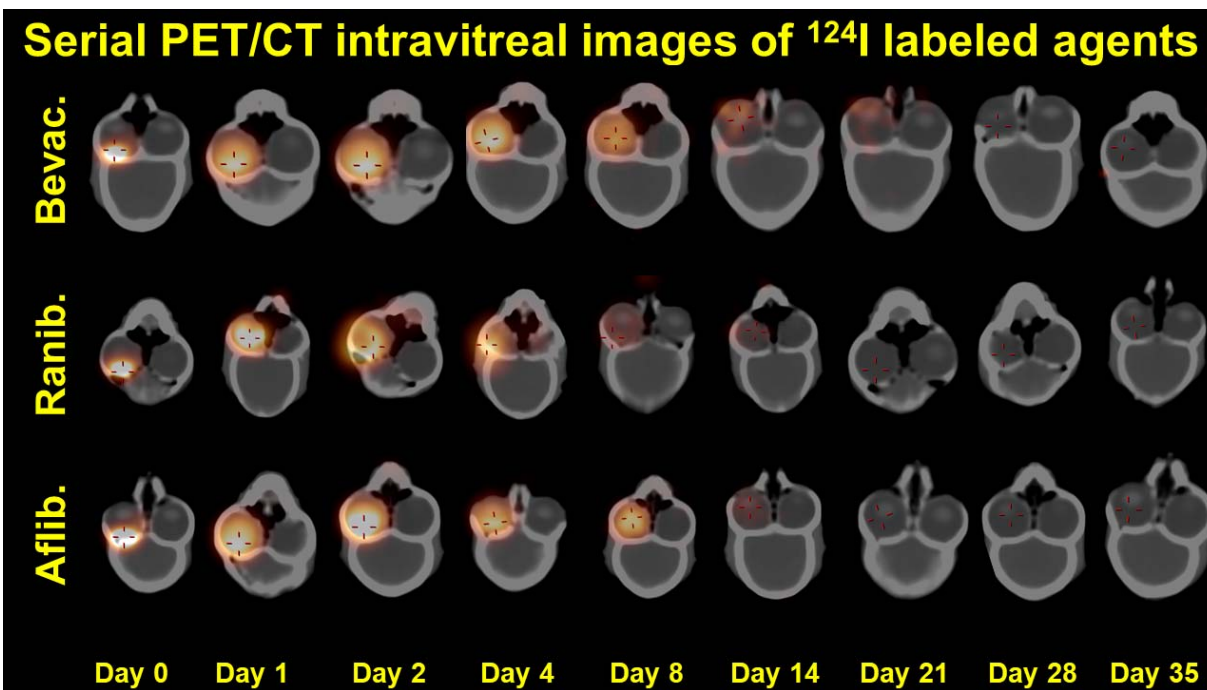 Serial PET/CT intravitreal images of ¹²⁴I labeled agents
Bevac.
Ranib.
Aflib.
Day 0 Day 1 Day 2 Day 4 Day 8 Day 14 Day 21 Day 28 Day 35